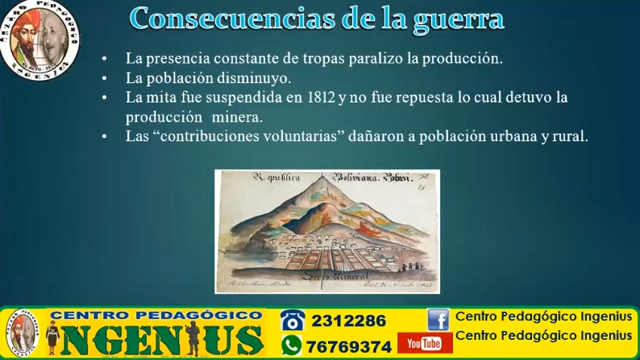 Consecuencias de la guerra
• La presencia constante de tropas paralizo la producción.
• La población disminuyo.
• La mita fue suspendida en 1812 y no fue repuesta lo cual detuvo la
producción minera.
• Las “contribuciones voluntarias” dañaron a población urbana y rural.
Republica Boliviana. Potosi.
Cerro Mineral
CENTRO PEDAGÓGICO
INGENIUS
2312286
76769374
Centro Pedagógico Ingenius
YouTube
Centro Pedagógico Ingenius